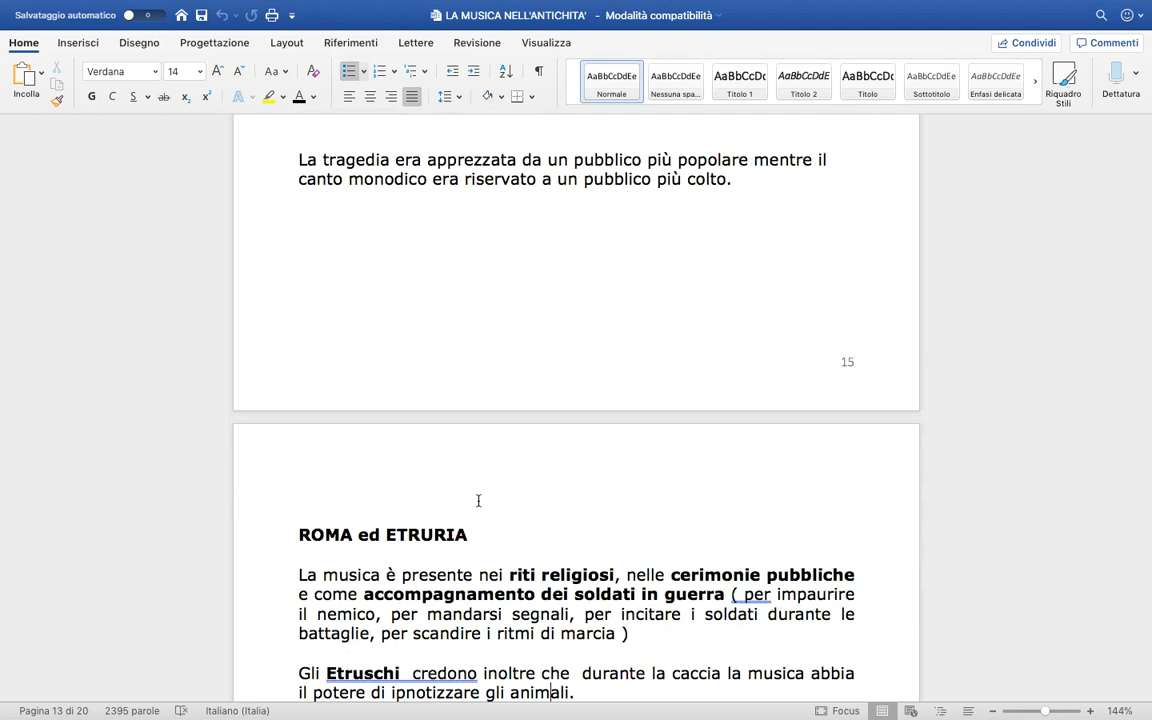 Salvataggio automatico
LA MUSICA NELL'ANTICHITA' - Modalità compatibilità
Home Inserisci Disegno Progettazione Layout Riferimenti Lettere Revisione Visualizza Condividi Commenti
Incolla
Verdana 14 A A Aa A
G C S ab x2 x2 A A
AaBbCcDdEe AaBbCcDdEe AaBbCcDc AaBbCcDdE AaBbCcDc AaBbCcDdEe AaBbCcDdEe
Normale Nessuna spa... Titolo 1 Titolo 2 Titolo Sottotitolo Enfasi delicata
Riquadro Stili
Dettatura
La tragedia era apprezzata da un pubblico più popolare mentre il
canto monodico era riservato a un pubblico più colto.
15
ROMA ed ETRURIA
La musica è presente nei riti religiosi, nelle cerimonie pubbliche
e come accompagnamento dei soldati in guerra ( per impaurire
il nemico, per mandarsi segnali, per incitare i soldati durante le
battaglie, per scandire i ritmi di marcia )
Gli Etruschi credono inoltre che durante la caccia la musica abbia
il potere di ipnotizzare gli animali.
Pagina 13 di 20 2395 parole Italiano (Italia) Focus 144%